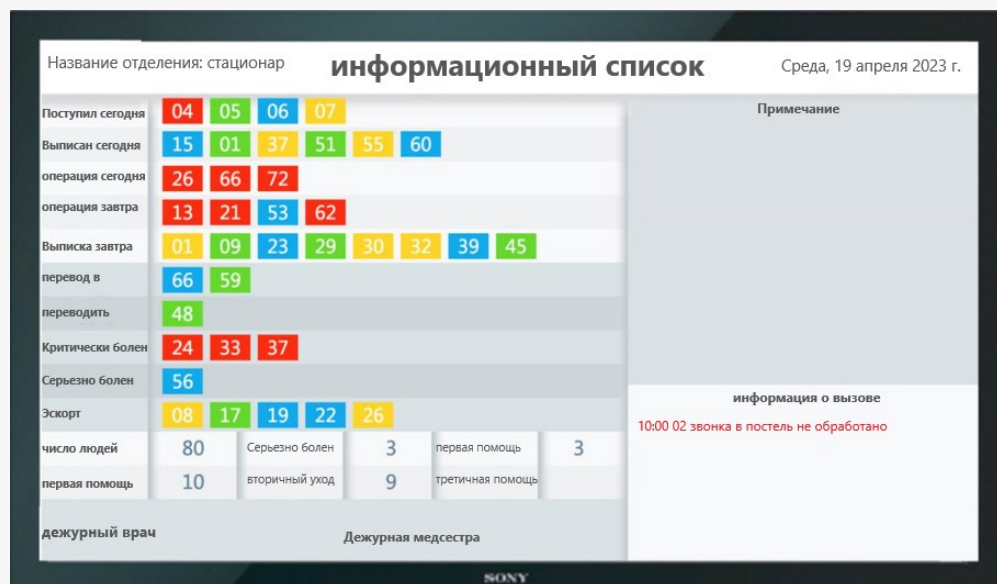 Название отделения: стационар информационный список Среда, 19 апреля 2023 г.
Поступил сегодня 04 05 06 07
Выписан сегодня 15 01 37 51 55 60
операция сегодня 26 66 72
операция завтра 13 21 53 62
Выписка завтра 01 09 23 29 30 32 39 45
перевод в 66 59
переводить 48
Критически болен 24 33 37
Серьезно болен 56
Эскорт 08 17 19 22 26
число людей 80 Серьезно болен 3 первая помощь 3
первая помощь 10 вторичный уход 9 третичная помощь
дежурный врач Дежурная медсестра
Примечание
информация о вызове
10:00 02 звонка в постель не обработано
SONY